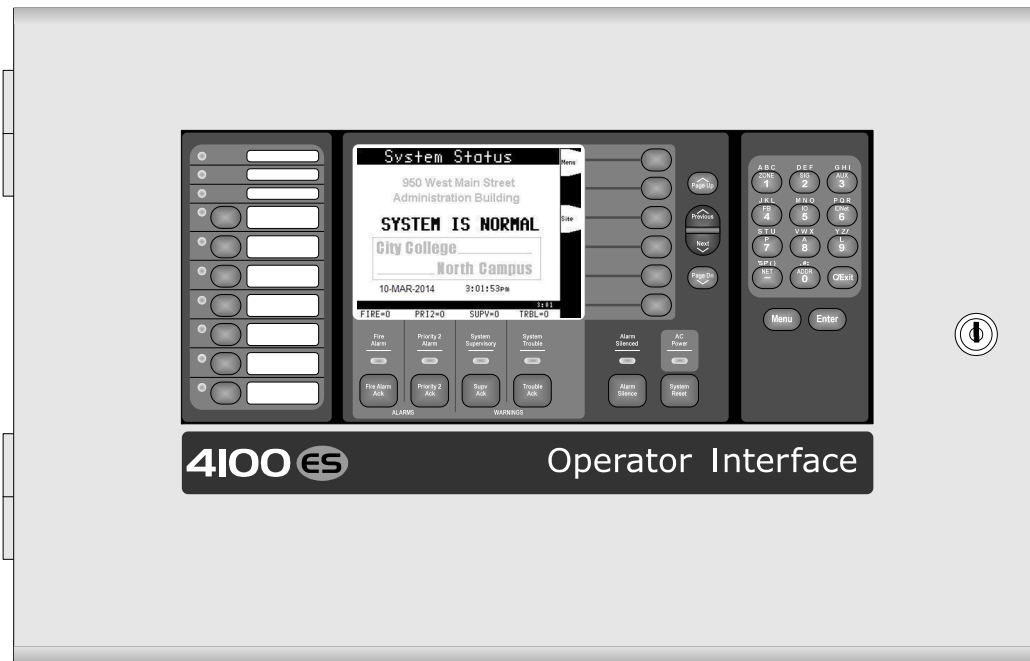 System Status
Menu
950 West Main Street
Administration Building
SYSTEM IS NORMAL
Site
City College
North Campus
10-MAR-2014 3:01:53PM
3:01
FIRE=0 PRI2=0 SUPV=0 TRBL=0
Fire Alarm
Priority 2 Alarm
System Supervisory
System Trouble
Alarm Silenced
AC Power
Fire Alarm Ack
Priority 2 Ack
Supv Ack
Trouble Ack
Alarm Silence
System Reset
ALARMS
WARNINGS
Page Up
Previous
Next
Page Dn
A B C D E F G H I
ZONE 1
SIG 2
AUX 3
J K L M N O P Q R
FB 4
IO 5
IDNet 6
S T U V W X Y Z /
P 7
A 8
L 9
'SP' ( ) , # :
NET –
ADDR 0
C/Exit
Menu
Enter
4100 ES
Operator Interface